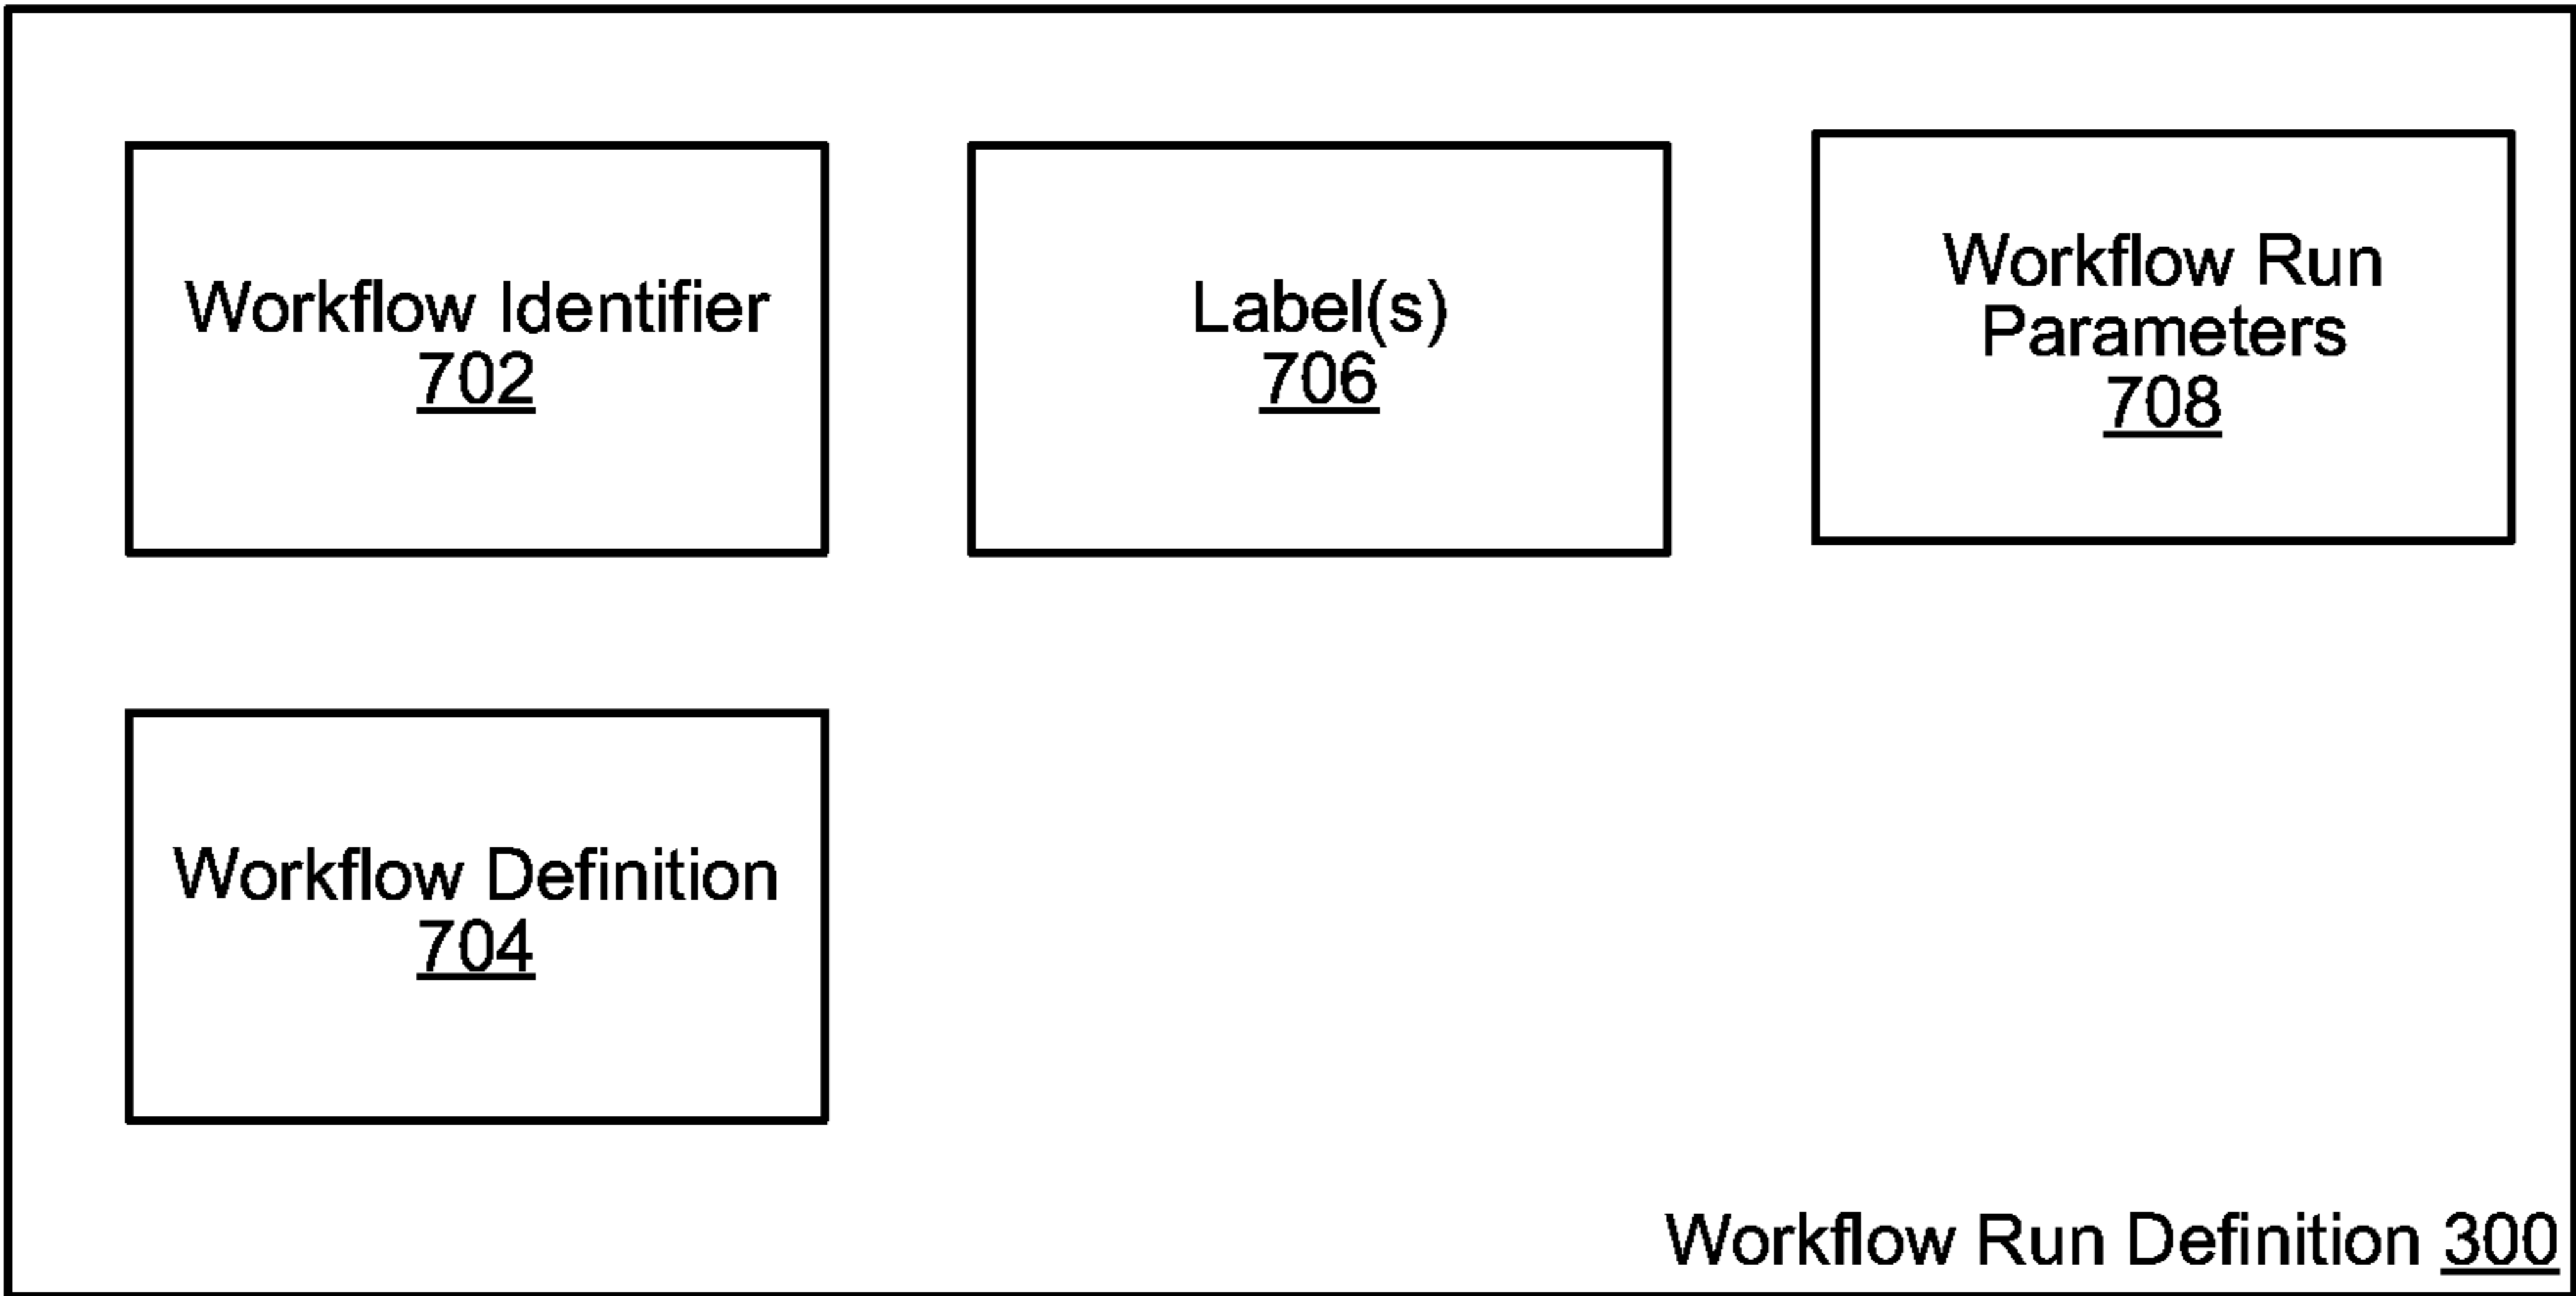 Workflow Identifier
702
Label(s)
706
Workflow Run
Parameters
708
Workflow Definition
704
Workflow Run Definition 300